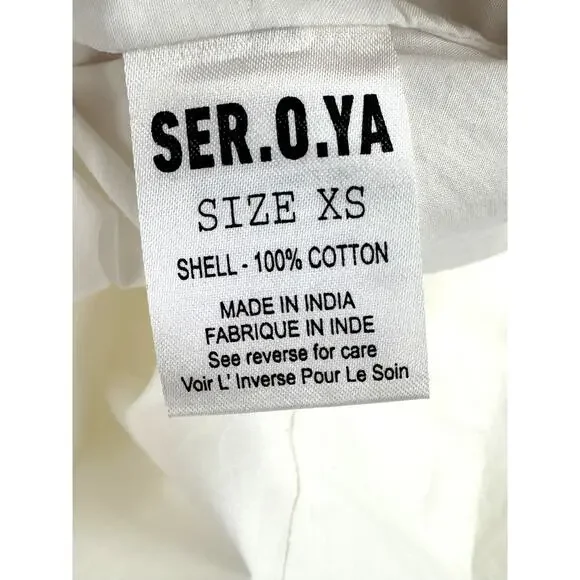 SER.O.YA
SIZE XS
SHELL - 100% COTTON
MADE IN INDIA
FABRIQUE IN INDE
See reverse for care
Voir L' Inverse Pour Le Soin